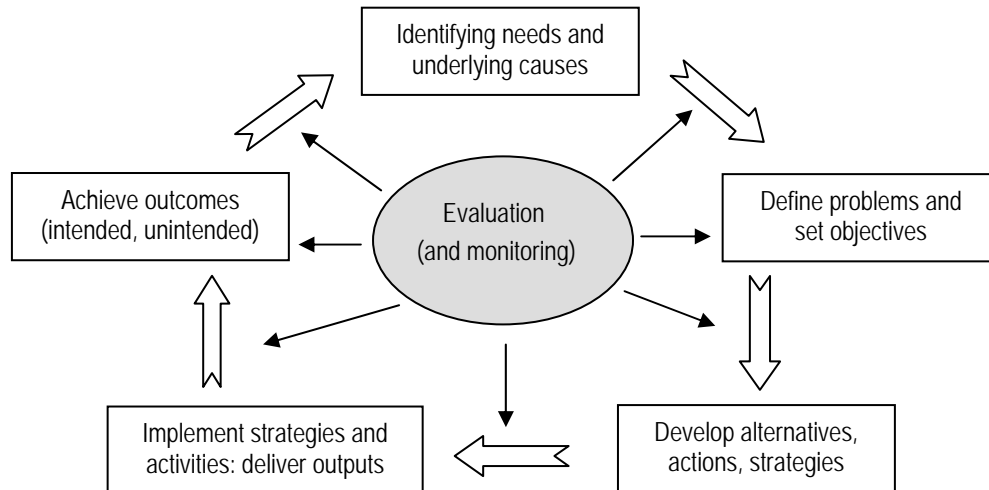 Identifying needs and
underlying causes
Achieve outcomes
(intended, unintended)
Evaluation
(and monitoring)
Define problems and
set objectives
Implement strategies and
activities: deliver outputs
Develop alternatives,
actions, strategies